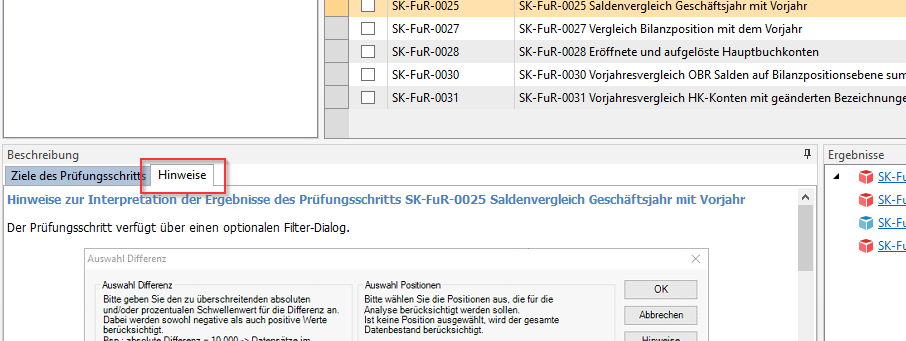 SK-FuR-0025 SK-FuR-0025 Saldenvergleich Geschäftsjahr mit Vorjahr
SK-FuR-0027 SK-FuR-0027 Vergleich Bilanzposition mit dem Vorjahr
SK-FuR-0028 SK-FuR-0028 Eröffnete und aufgelöste Hauptbuchkonten
SK-FuR-0030 SK-FuR-0030 Vorjahresvergleich OBR Salden auf Bilanzpositionsebene sum
SK-FuR-0031 SK-FuR-0031 Vorjahresvergleich HK-Konten mit geänderten Bezeichnunge
Beschreibung
Ziele des Prüfungsschritts Hinweise
Hinweise zur Interpretation der Ergebnisse des Prüfungsschritts SK-FuR-0025 Saldenvergleich Geschäftsjahr mit Vorjahr
Der Prüfungsschritt verfügt über einen optionalen Filter-Dialog.
Auswahl Differenz
Auswahl Differenz
Bitte geben Sie den zu überschreitenden absoluten
und/oder prozentualen Schwellenwert für die Differenz an.
Dabei werden sowohl negative als auch positive Werte
berücksichtigt.
Bsp.: absolute Differenz = 10.000 -> Datensätze im
Auswahl Positionen
Bitte wählen Sie die Positionen aus, die für die
Analyse berücksichtigt werden sollen.
Ist keine Position ausgewählt, wird der gesamte
Datenbestand berücksichtigt.
OK
Abbrechen
Hinweise
Ergebnisse
SK-Fu
SK-Fu
SK-Fu
SK-Fu